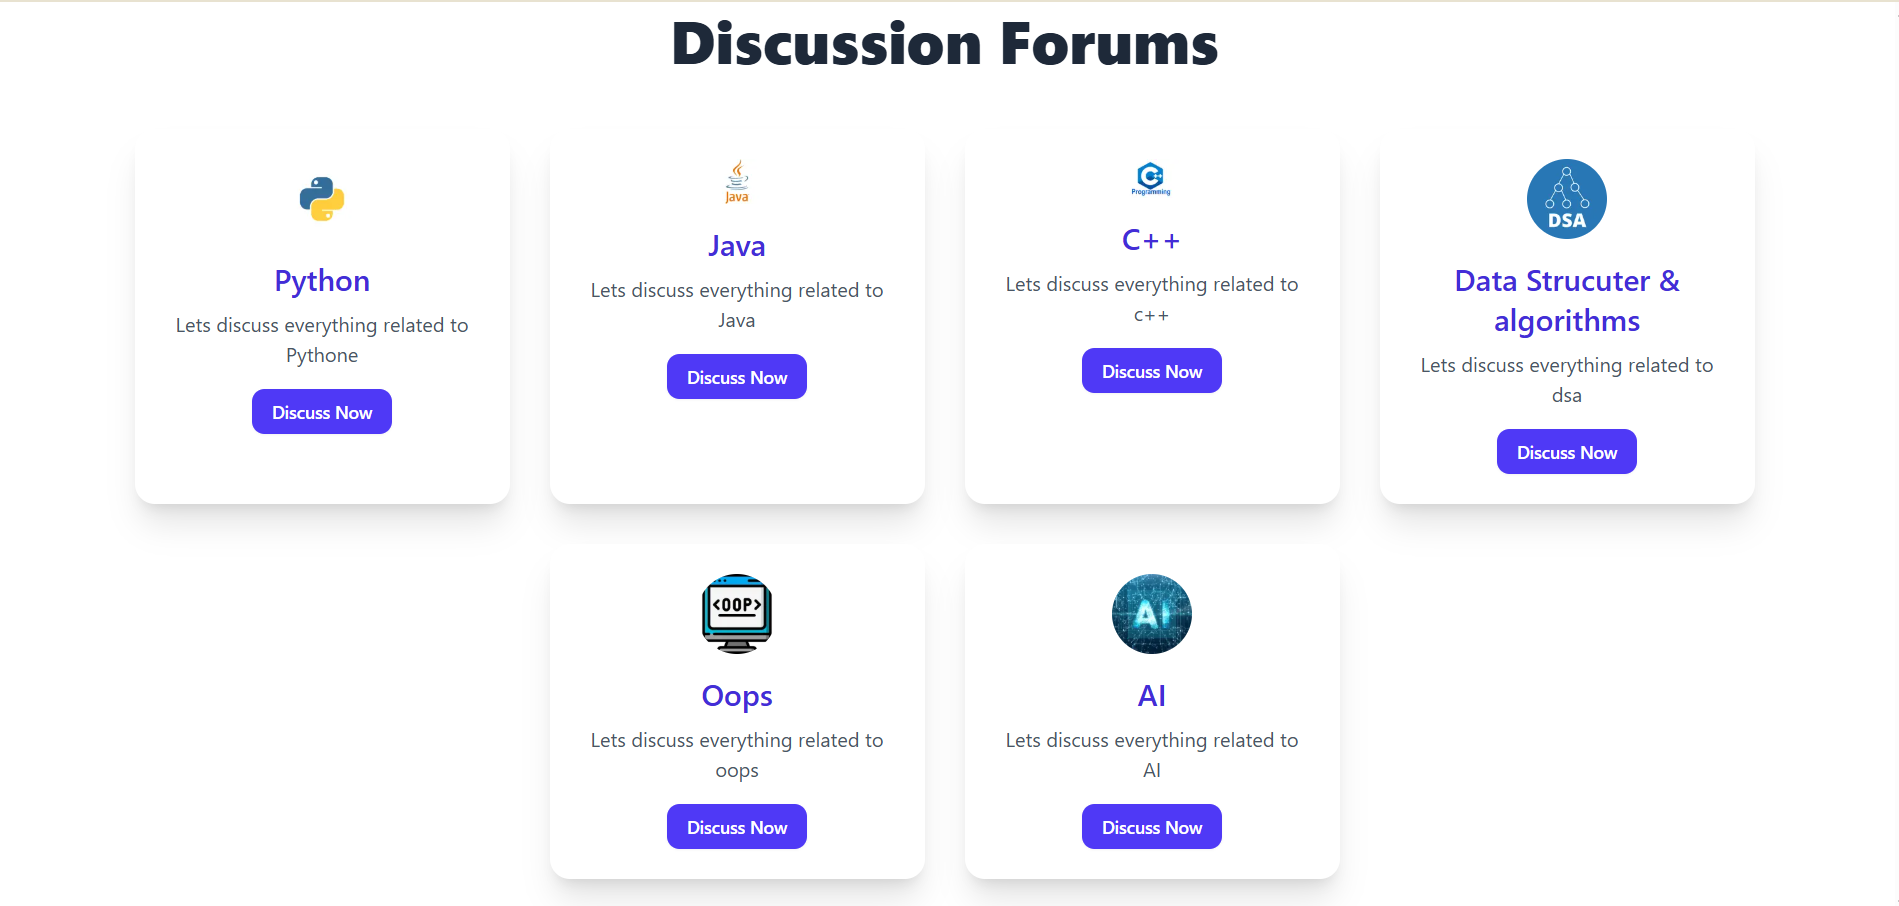 Discussion Forums
Python
Lets discuss everything related to
Pythone
Discuss Now
Java
Java
Lets discuss everything related to
Java
Discuss Now
C++
Programming
C++
Lets discuss everything related to
c++
Discuss Now
DSA
Data Strucuter &
algorithms
Lets discuss everything related to
dsa
Discuss Now
<OOP>
Oops
Lets discuss everything related to
oops
Discuss Now
AI
AI
Lets discuss everything related to
AI
Discuss Now